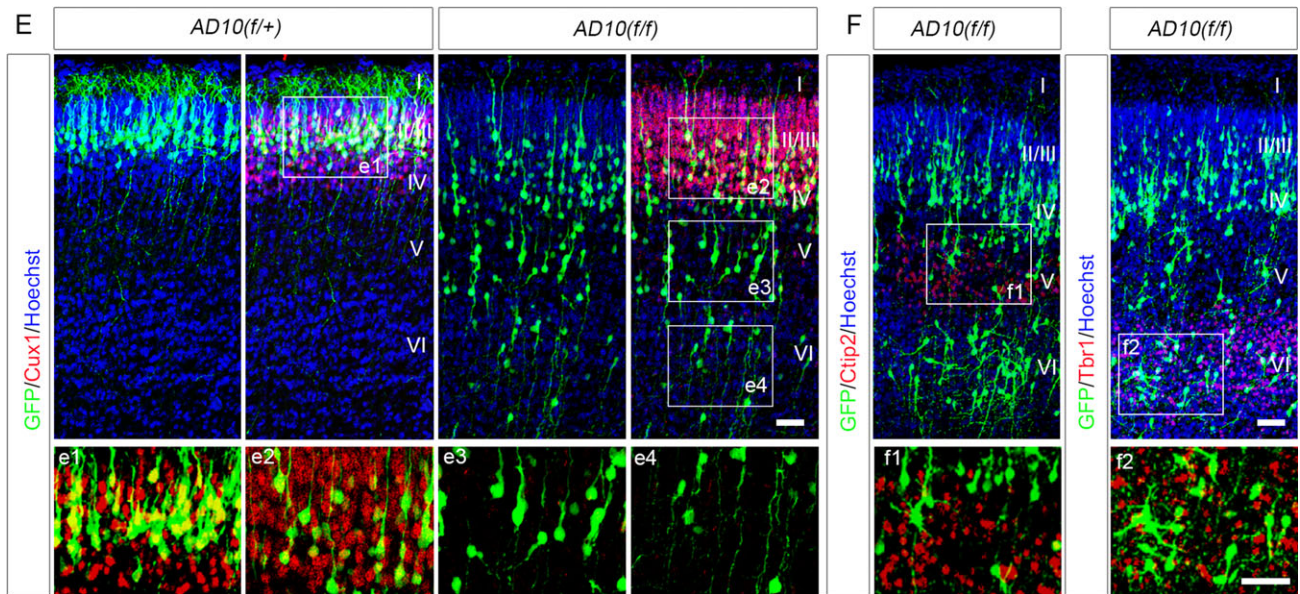 E
AD10(f/+)
AD10(f/f)
F
AD10(f/f)
AD10(f/f)
GFP/Cux1/Hoechst
I
II/III
e1
IV
V
VI
I
II/III
e2
IV
V
e3
VI
e4
GFP/Ctip2/Hoechst
I
II/III
IV
V
f1
VI
GFP/Tbr1/Hoechst
I
II/III
IV
V
f2
VI
e1
e2
e3
e4
f1
f2